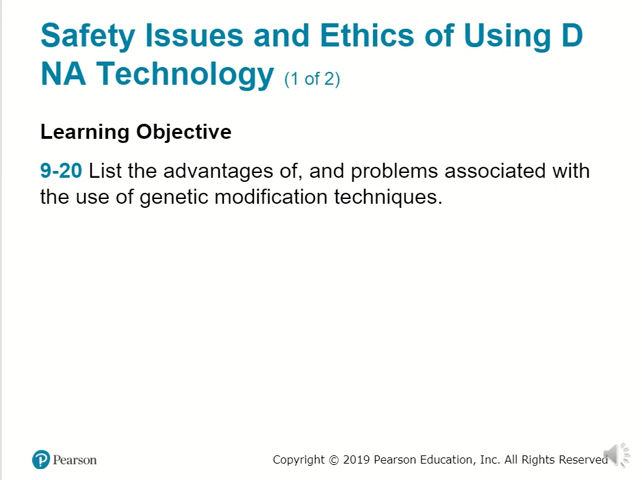 Safety Issues and Ethics of Using D
NA Technology (1 of 2)
Learning Objective
9-20 List the advantages of, and problems associated with
the use of genetic modification techniques.
Pearson
Copyright © 2019 Pearson Education, Inc. All Rights Reserved